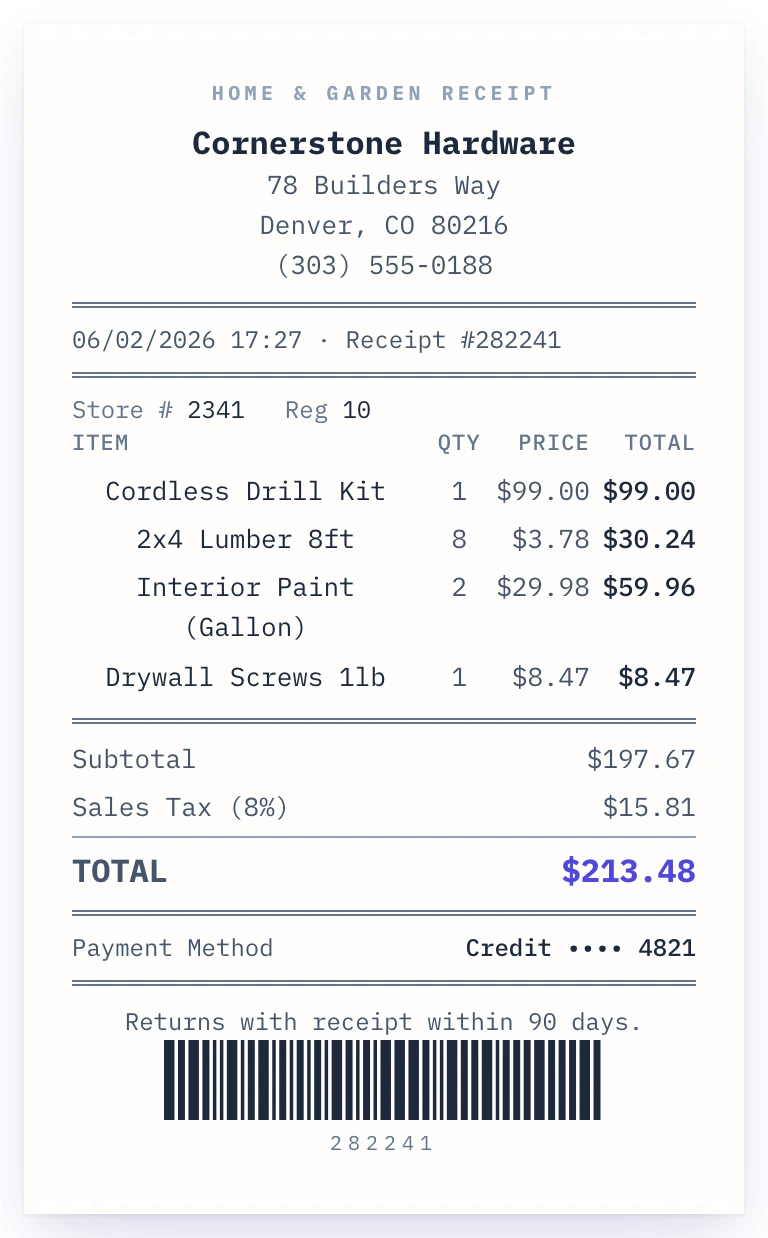 HOME & GARDEN RECEIPT
Cornerstone Hardware
78 Builders Way
Denver, CO 80216
(303) 555-0188
06/02/2026 17:27 · Receipt #282241
Store # 2341 Reg 10
ITEM QTY PRICE TOTAL
Cordless Drill Kit 1 $99.00 $99.00
2x4 Lumber 8ft 8 $3.78 $30.24
Interior Paint 2 $29.98 $59.96
(Gallon)
Drywall Screws 1lb 1 $8.47 $8.47
Subtotal $197.67
Sales Tax (8%) $15.81
TOTAL $213.48
Payment Method Credit •••• 4821
Returns with receipt within 90 days.
282241